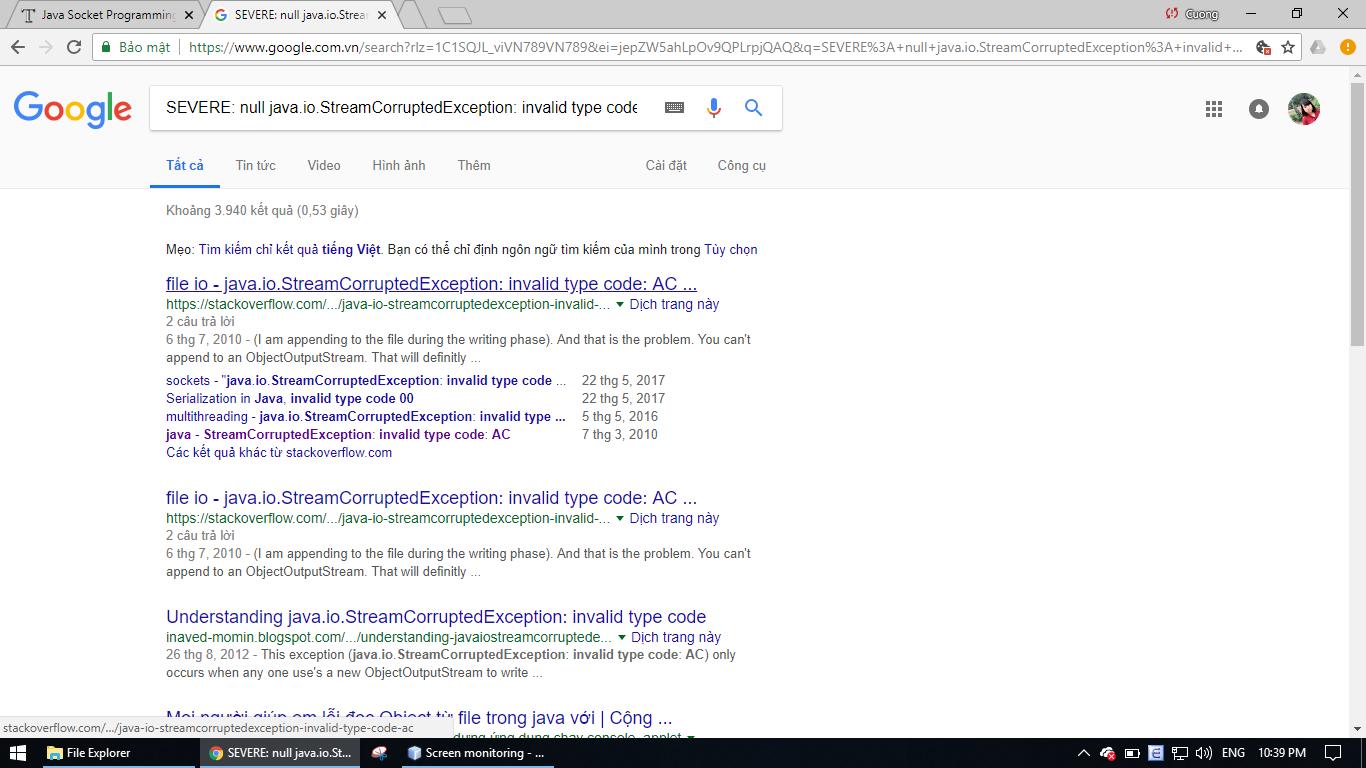 Java Socket Programming
SEVERE: null java.io.Strea
Cuong
Bảo mật
https://www.google.com.vn/search?rlz=1C1SQJL_viVN789VN789&ei=jepZW5ahLpOv9QPLrpjQAQ&q=SEVERE%3A+null+java.io.StreamCorruptedException%3A+invalid+...
Google
SEVERE: null java.io.StreamCorruptedException: invalid type code
Tất cả Tin tức Video Hình ảnh Thêm Cài đặt Công cụ
Khoảng 3.940 kết quả (0,53 giây)
Mẹo: Tìm kiếm chỉ kết quả tiếng Việt. Bạn có thể chỉ định ngôn ngữ tìm kiếm của mình trong Tùy chọn
file io - java.io.StreamCorruptedException: invalid type code: AC ...
https://stackoverflow.com/.../java-io-streamcorruptedexception-invalid-... Dịch trang này
2 câu trả lời
6 thg 7, 2010 - (I am appending to the file during the writing phase). And that is the problem. You can't
append to an ObjectOutputStream. That will definitly ...
sockets - "java.io.StreamCorruptedException: invalid type code ... 22 thg 5, 2017
Serialization in Java, invalid type code 00 22 thg 5, 2017
multithreading - java.io.StreamCorruptedException: invalid type ... 5 thg 5, 2016
java - StreamCorruptedException: invalid type code: AC 7 thg 3, 2010
Các kết quả khác từ stackoverflow.com
file io - java.io.StreamCorruptedException: invalid type code: AC ...
https://stackoverflow.com/.../java-io-streamcorruptedexception-invalid-... Dịch trang này
2 câu trả lời
6 thg 7, 2010 - (I am appending to the file during the writing phase). And that is the problem. You can't
append to an ObjectOutputStream. That will definitly ...
Understanding java.io.StreamCorruptedException: invalid type code
inaved-momin.blogspot.com/.../understanding-javaiostreamcorruptede... Dịch trang này
26 thg 8, 2012 - This exception (java.io.StreamCorruptedException: invalid type code: AC) only
occurs when any one use's a new ObjectOutputStream to write ...
Mọi người giúp em lỗi đọc Object từ file trong java với | Cộng ...
stackoverflow.com/.../java-io-streamcorruptedexception-invalid-type-code-ac
dụng ứng dụng chạy console, applet
File Explorer
SEVERE: null java.io.St...
Screen monitoring - ...
ENG 10:39 PM